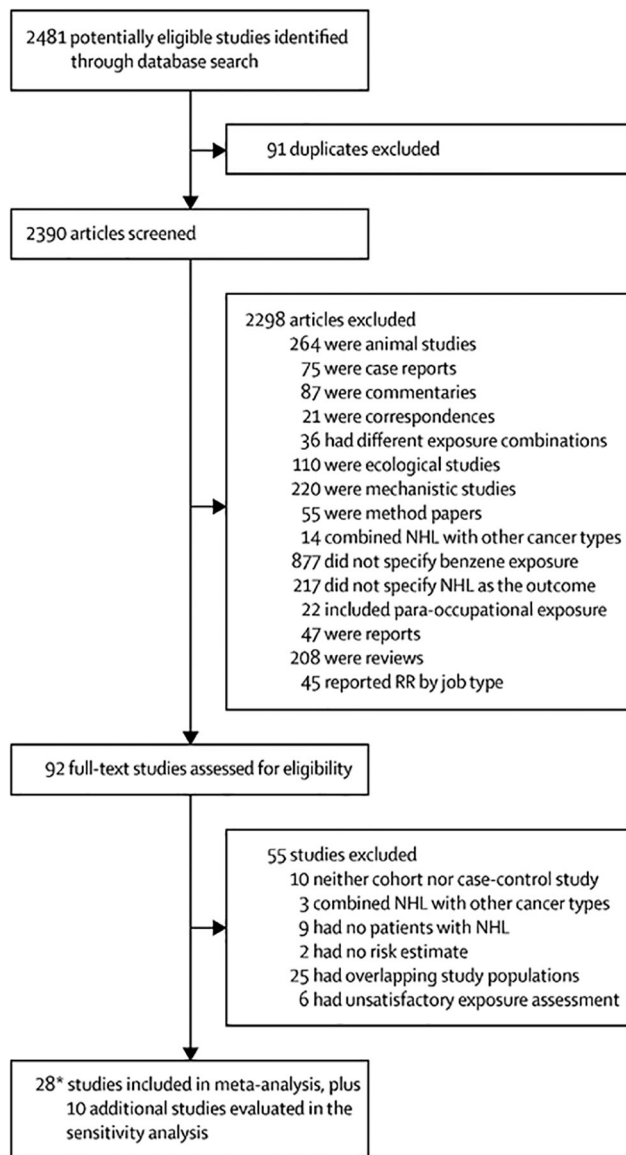 2481 potentially eligible studies identified
through database search
91 duplicates excluded
2390 articles screened
2298 articles excluded
264 were animal studies
75 were case reports
87 were commentaries
21 were correspondences
36 had different exposure combinations
110 were ecological studies
220 were mechanistic studies
55 were method papers
14 combined NHL with other cancer types
877 did not specify benzene exposure
217 did not specify NHL as the outcome
22 included para-occupational exposure
47 were reports
208 were reviews
45 reported RR by job type
92 full-text studies assessed for eligibility
55 studies excluded
10 neither cohort nor case-control study
3 combined NHL with other cancer types
9 had no patients with NHL
2 had no risk estimate
25 had overlapping study populations
6 had unsatisfactory exposure assessment
28* studies included in meta-analysis, plus
10 additional studies evaluated in the
sensitivity analysis